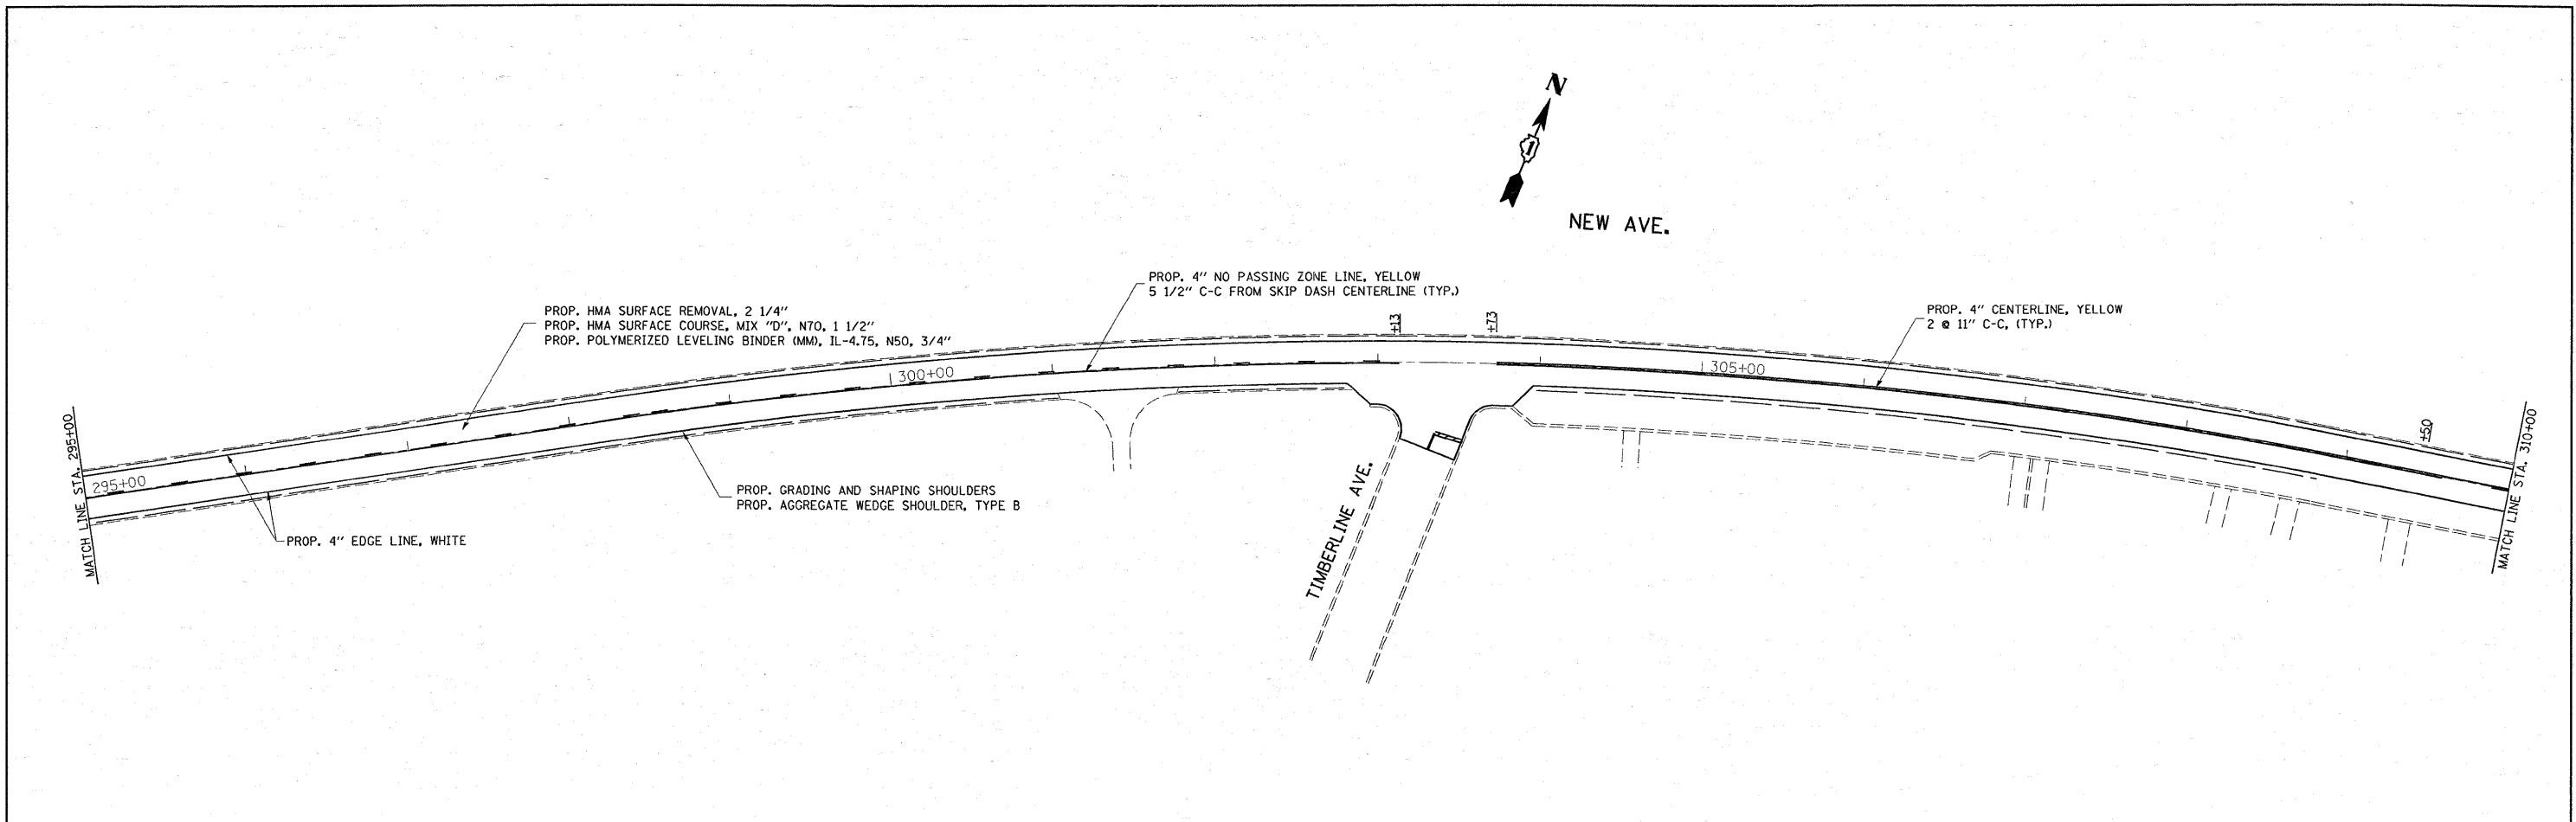 N
1
NEW AVE.
PROP. HMA SURFACE REMOVAL, 2 1/4"
PROP. HMA SURFACE COURSE, MIX "D", N70, 1 1/2"
PROP. POLYMERIZED LEVELING BINDER (MM), IL-4.75, N50, 3/4"
PROP. 4" NO PASSING ZONE LINE, YELLOW
5 1/2" C-C FROM SKIP DASH CENTERLINE (TYP.)
+13
+73
PROP. 4" CENTERLINE, YELLOW
2 @ 11" C-C, (TYP.)
300+00
305+00
+50
MATCH LINE STA. 295+00
295+00
MATCH LINE STA. 310+00
PROP. GRADING AND SHAPING SHOULDERS
PROP. AGGREGATE WEDGE SHOULDER, TYPE B
PROP. 4" EDGE LINE, WHITE
TIMBERLINE AVE.